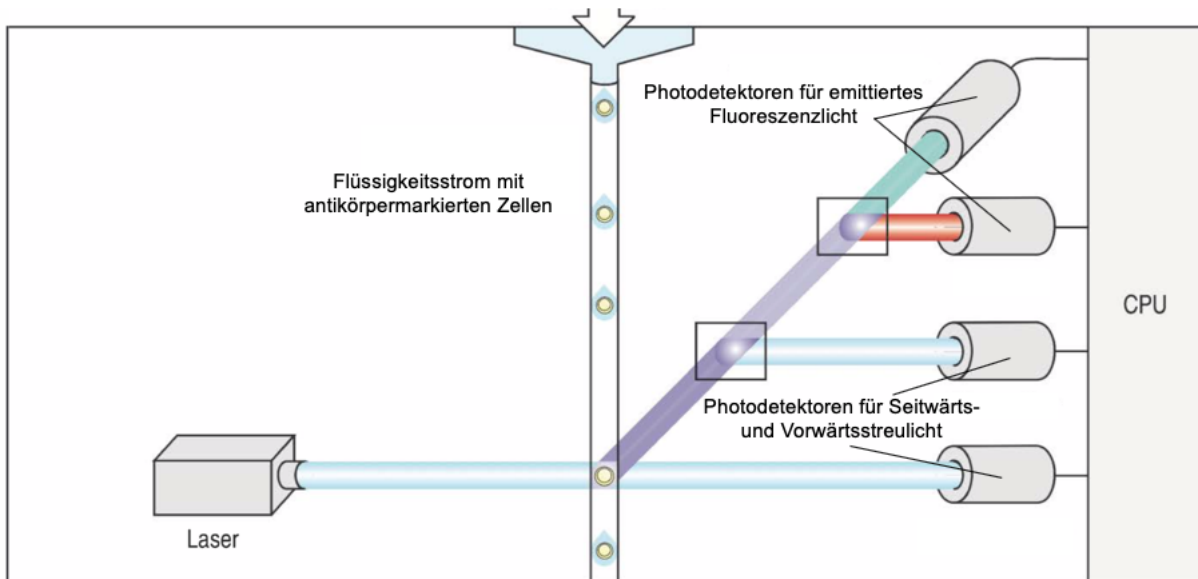 Photodetektoren für emittiertes
Fluoreszenzlicht
Flüssigkeitsstrom mit
antikörpermarkierten Zellen
CPU
Photodetektoren für Seitwärts-
und Vorwärtsstreulicht
Laser